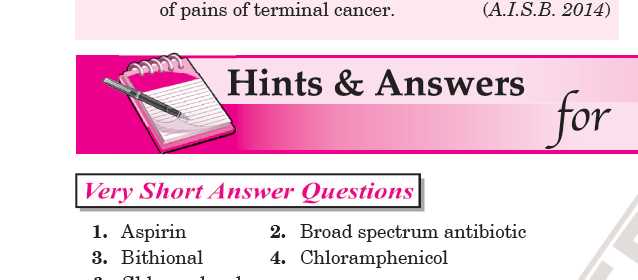 of pains of terminal cancer. (A.I.S.B. 2014)
Hints & Answers
for
Very Short Answer Questions
1. Aspirin 2. Broad spectrum antibiotic
3. Bithional 4. Chloramphenicol